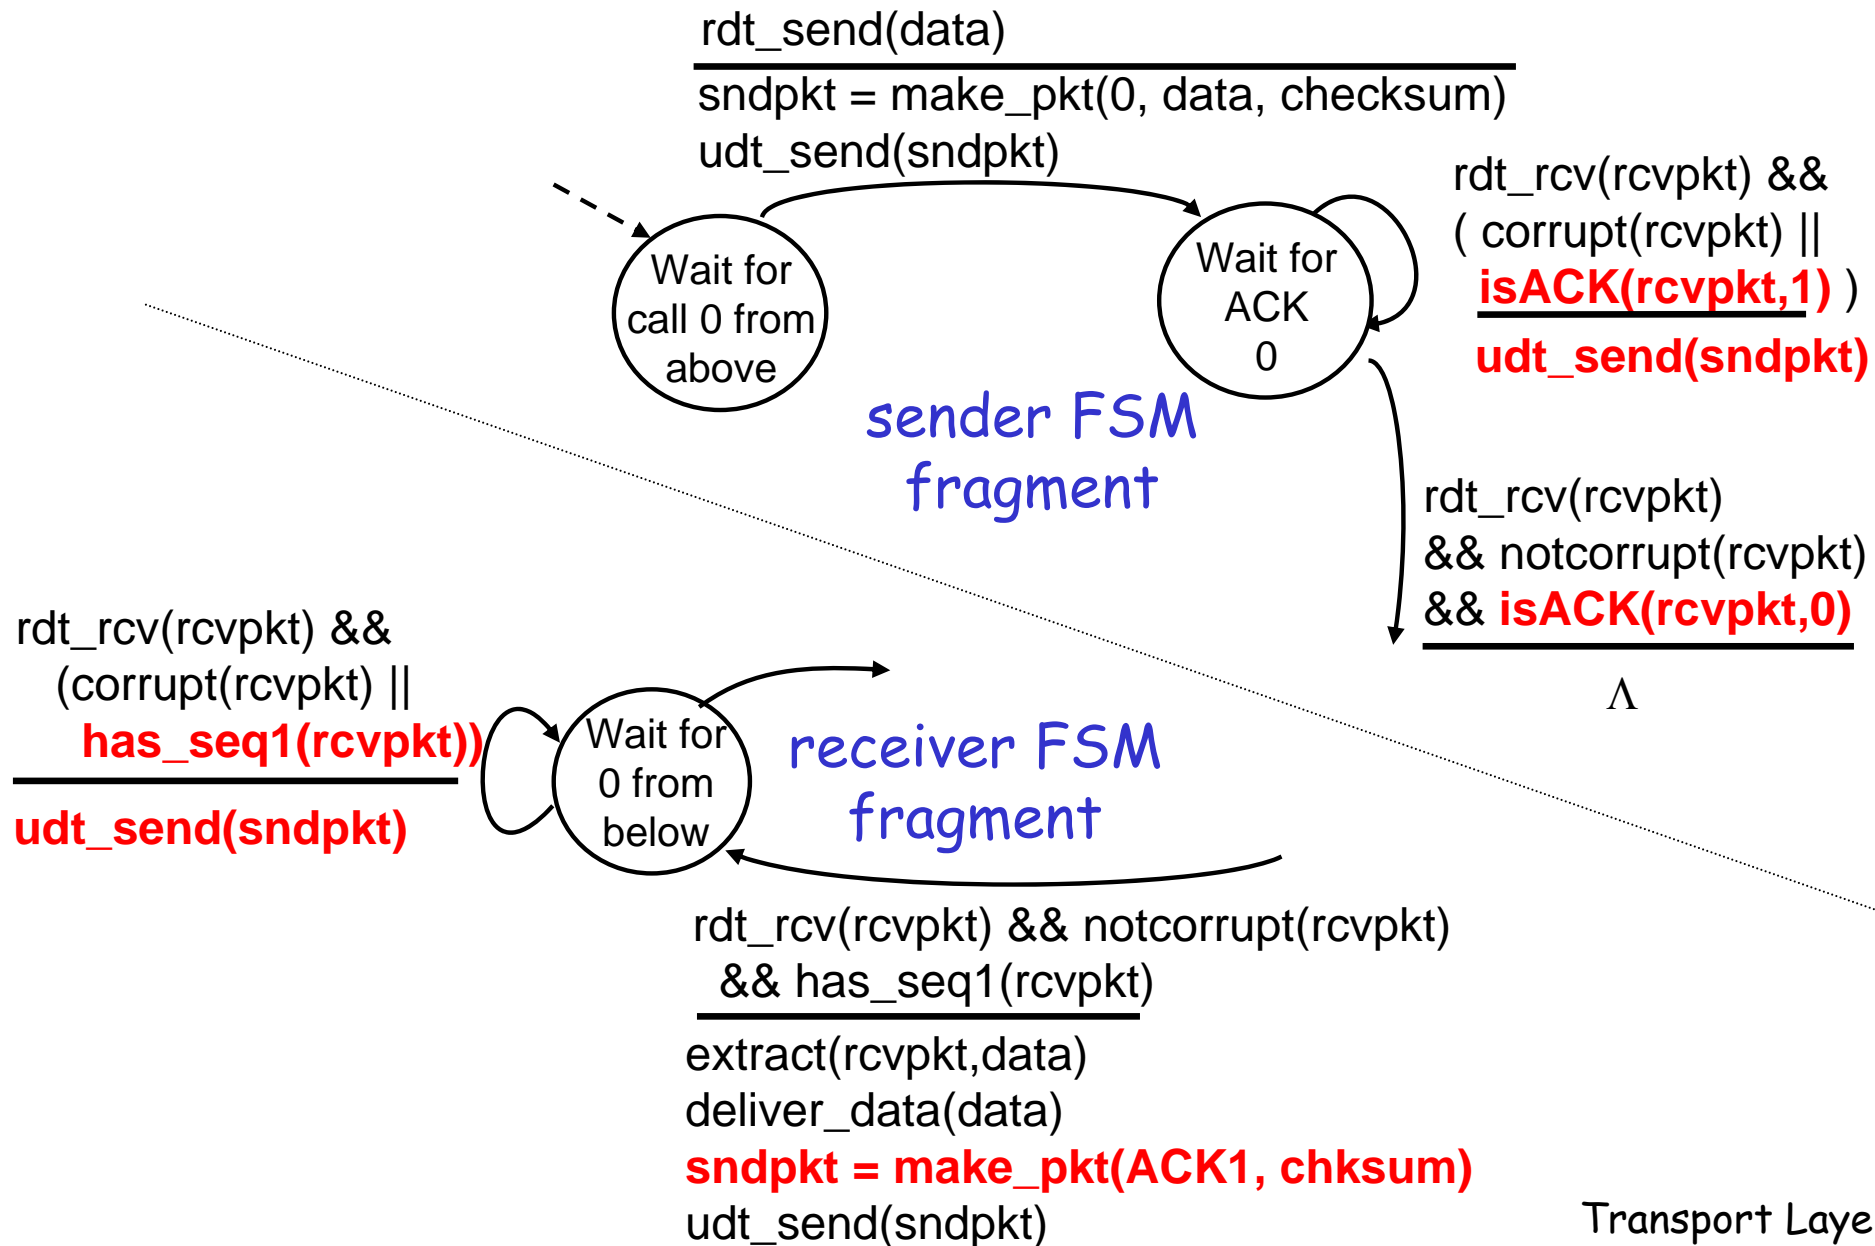 rdt_send(data)
sndpkt = make_pkt(0, data, checksum)
udt_send(sndpkt)
Wait for
call 0 from
above
Wait for
ACK
0
rdt_rcv(rcvpkt) &&
( corrupt(rcvpkt) ||
isACK(rcvpkt,1) )
udt_send(sndpkt)
sender FSM
fragment
rdt_rcv(rcvpkt)
&& notcorrupt(rcvpkt)
&& isACK(rcvpkt,0)
Λ
rdt_rcv(rcvpkt) &&
(corrupt(rcvpkt) ||
has_seq1(rcvpkt))
udt_send(sndpkt)
Wait for
0 from
below
receiver FSM
fragment
rdt_rcv(rcvpkt) && notcorrupt(rcvpkt)
&& has_seq1(rcvpkt)
extract(rcvpkt,data)
deliver_data(data)
sndpkt = make_pkt(ACK1, chksum)
udt_send(sndpkt)
Transport Laye